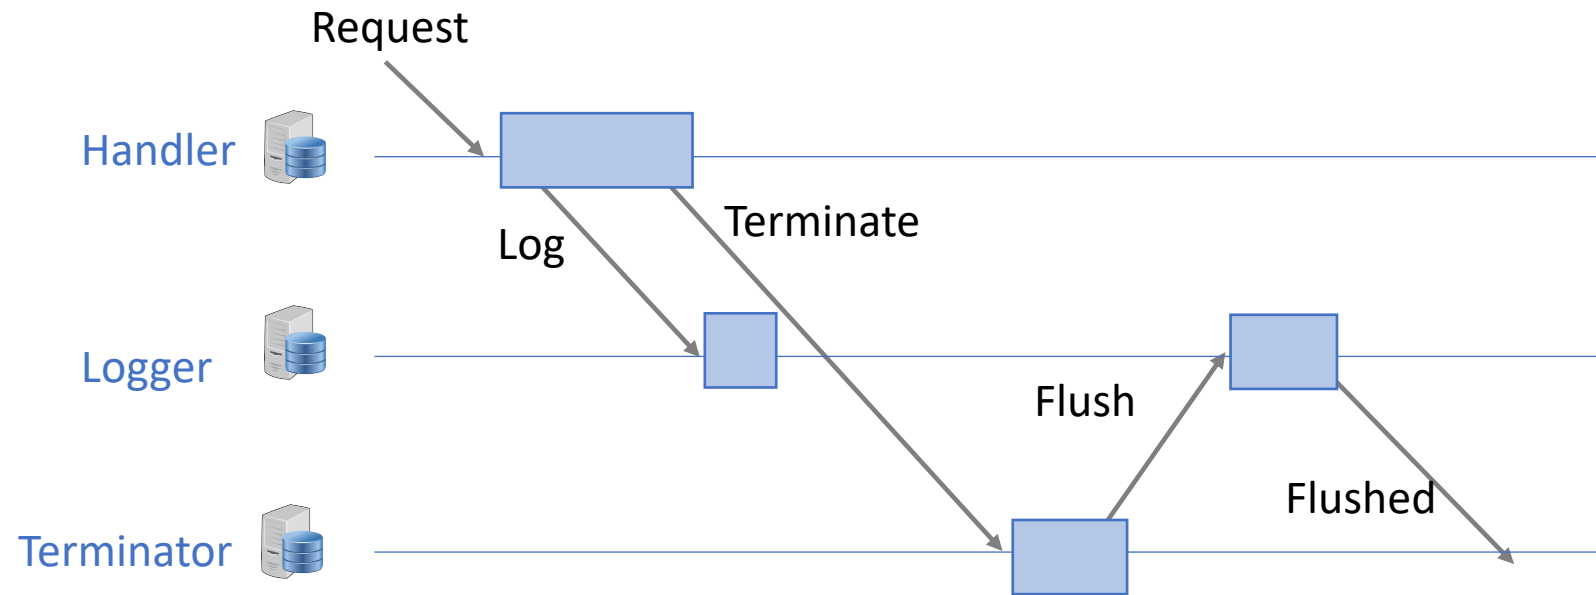 Request
Handler
Terminate
Log
Logger
Flush
Flushed
Terminator